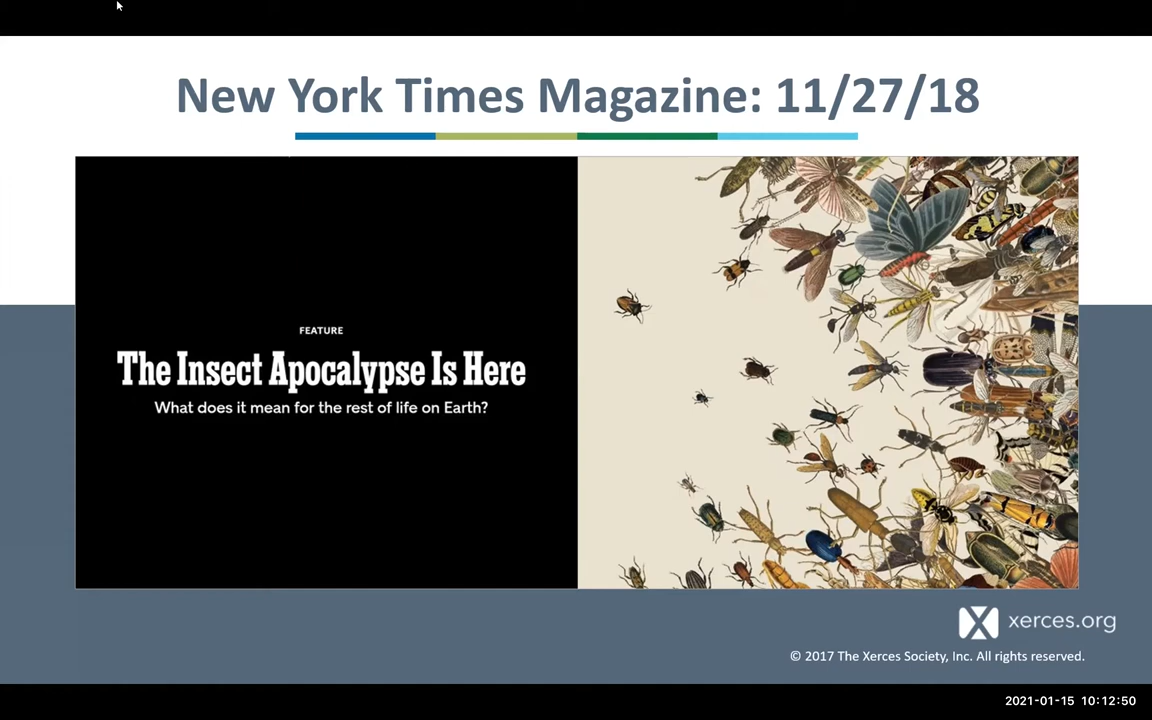 New York Times Magazine: 11/27/18
FEATURE
The Insect Apocalypse Is Here
What does it mean for the rest of life on Earth?
xerces.org
© 2017 The Xerces Society, Inc. All rights reserved.
2021-01-15 10:12:50